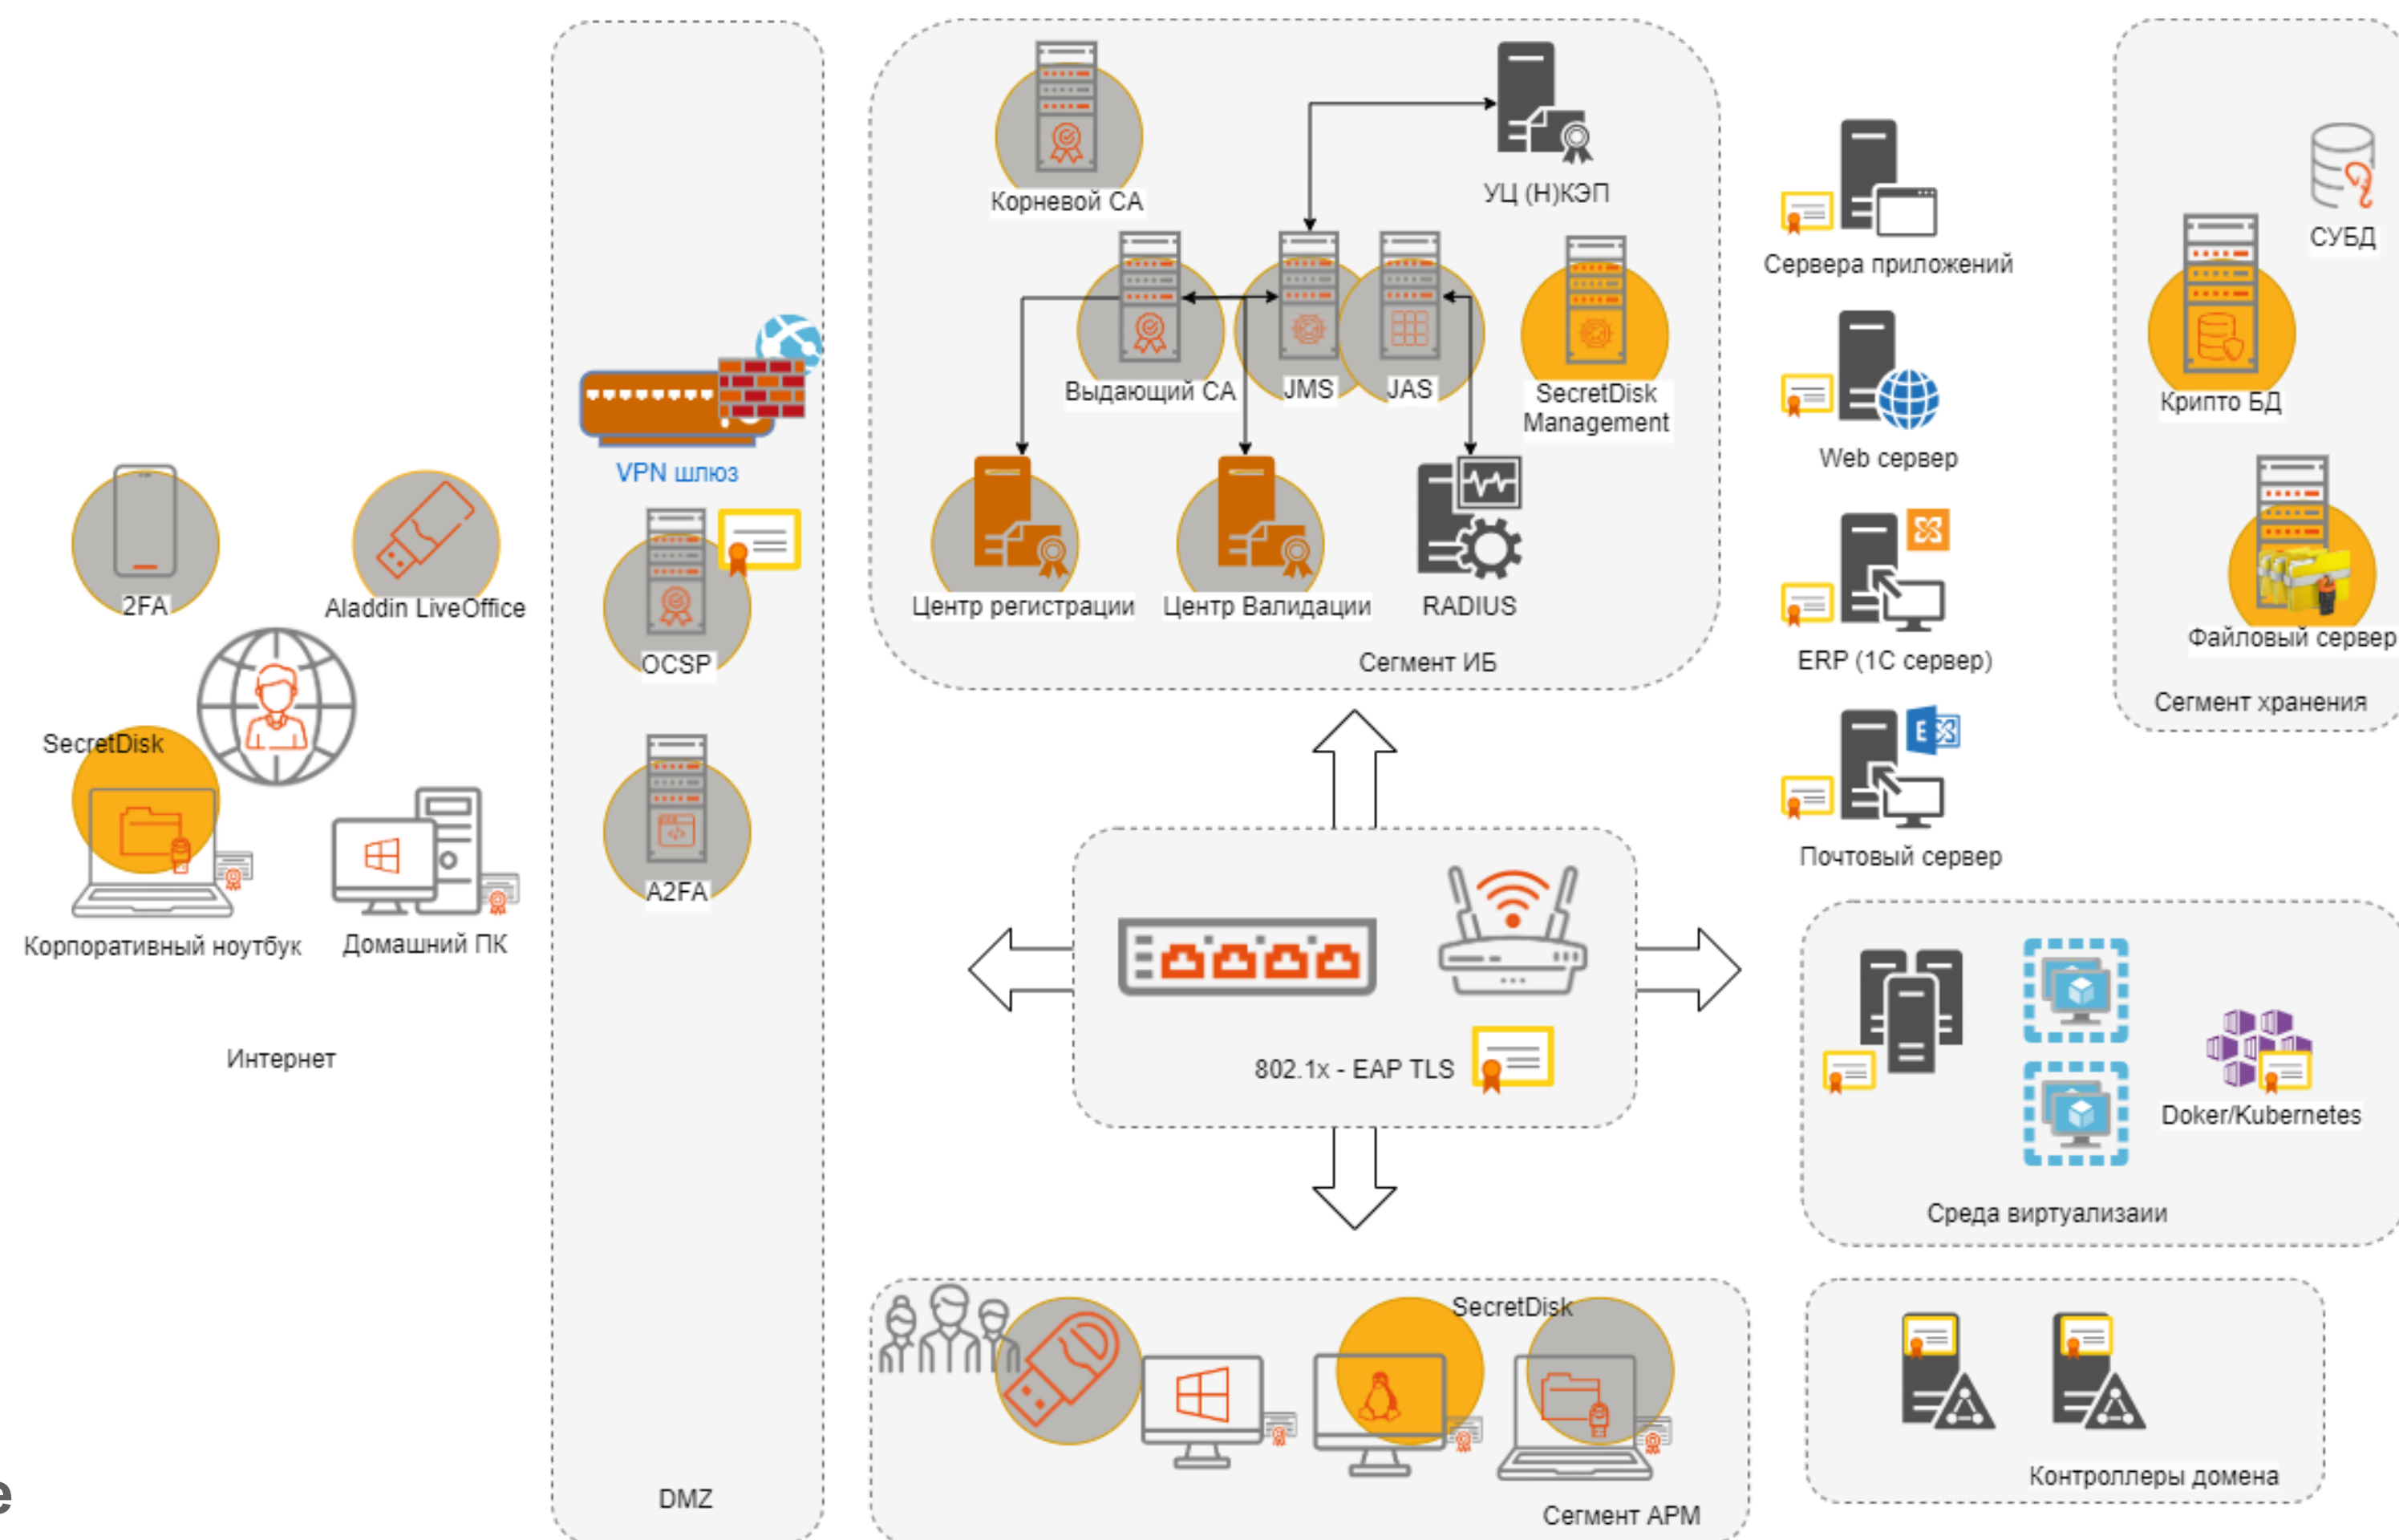 Корневой CA
УЦ (Н)КЭП
Выдающий CA
JMS
JAS
SecretDisk
Management
Центр регистрации
Центр Валидации
RADIUS
Сегмент ИБ
VPN шлюз
OCSP
A2FA
DMZ
2FA
Aladdin LiveOffice
SecretDisk
Корпоративный ноутбук
Домашний ПК
Интернет
802.1x - EAP TLS
Сервера приложений
Web сервер
ERP (1С сервер)
Почтовый сервер
СУБД
Крипто БД
Файловый сервер
Сегмент хранения
Doker/Kubernetes
Среда виртуализаии
Контроллеры домена
SecretDisk
Сегмент АРМ
E
e